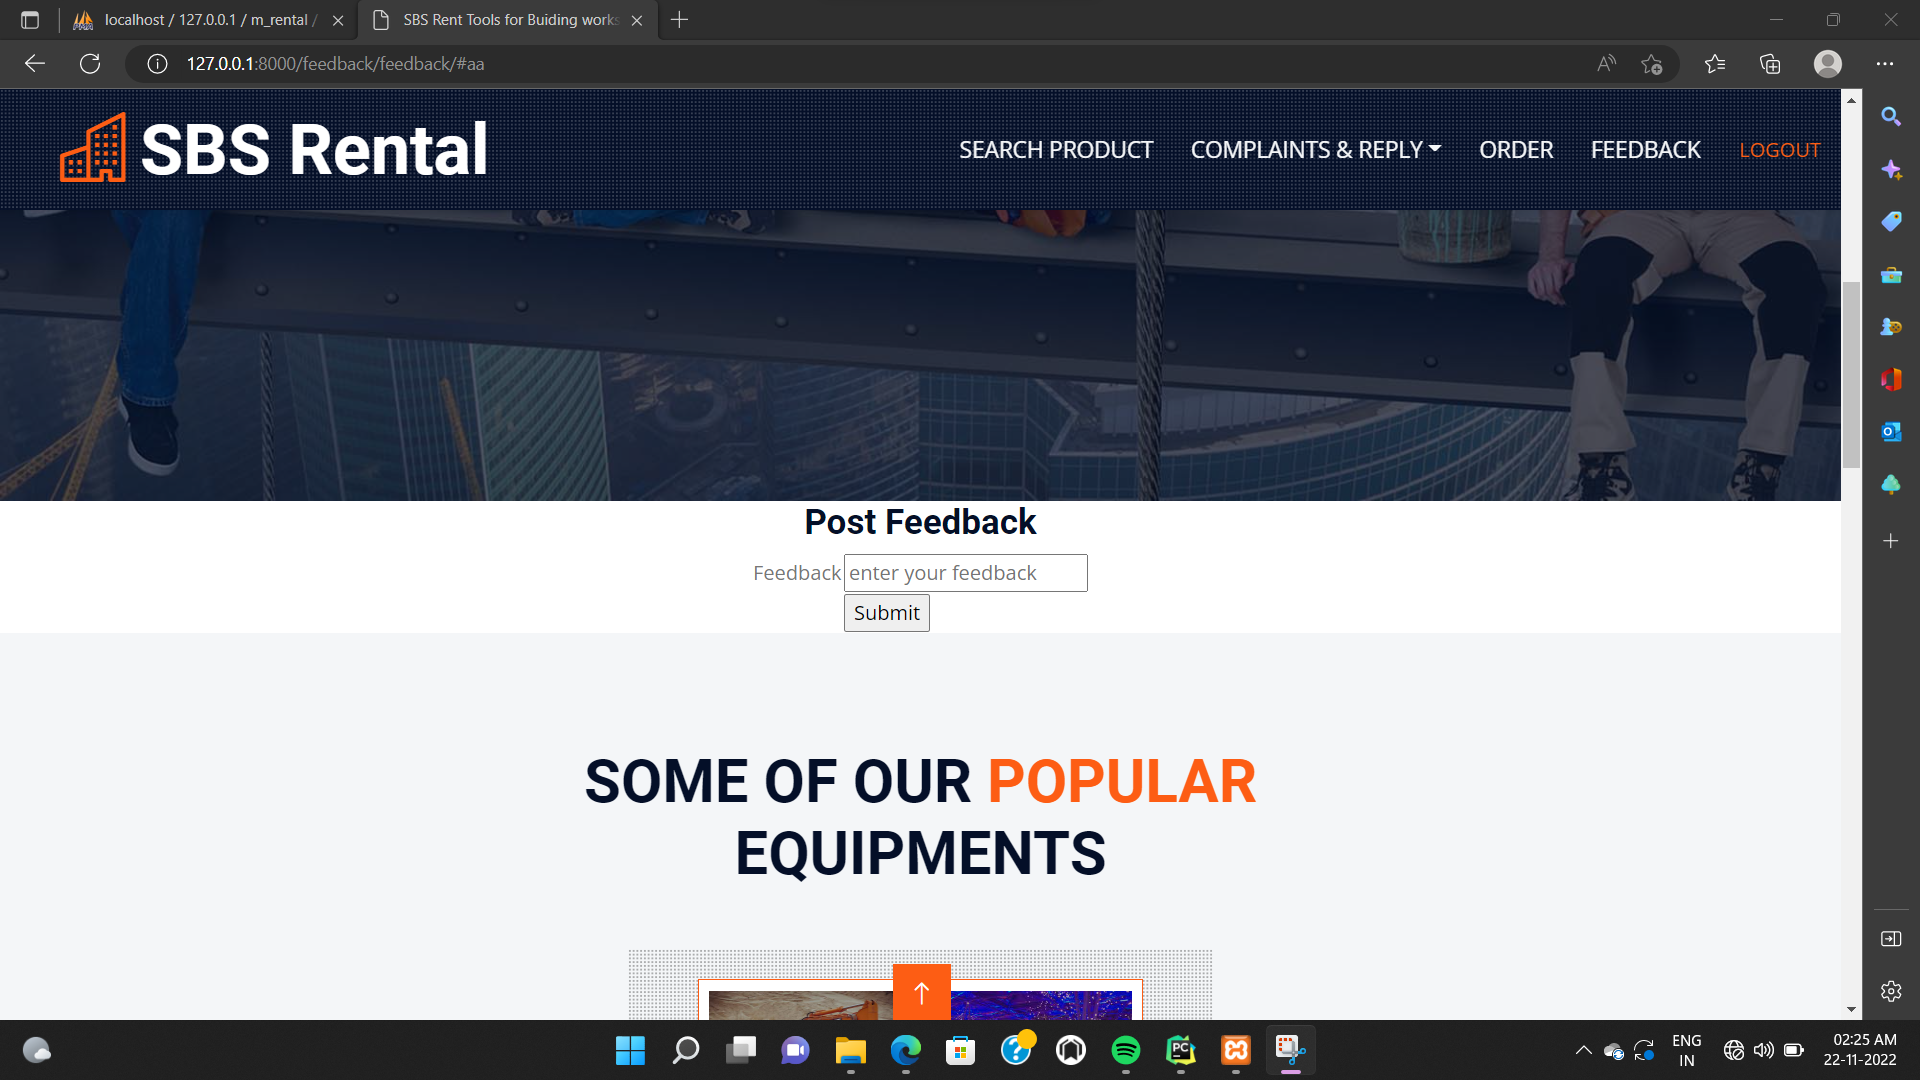 localhost / 127.0.0.1 / m_rental /
SBS Rent Tools for Buiding works
127.0.0.1:8000/feedback/feedback/#aa
SBS Rental
SEARCH PRODUCT
COMPLAINTS & REPLY
ORDER
FEEDBACK
LOGOUT
Post Feedback
Feedback enter your feedback
Submit
SOME OF OUR POPULAR
EQUIPMENTS
ENG
IN
02:25 AM
22-11-2022